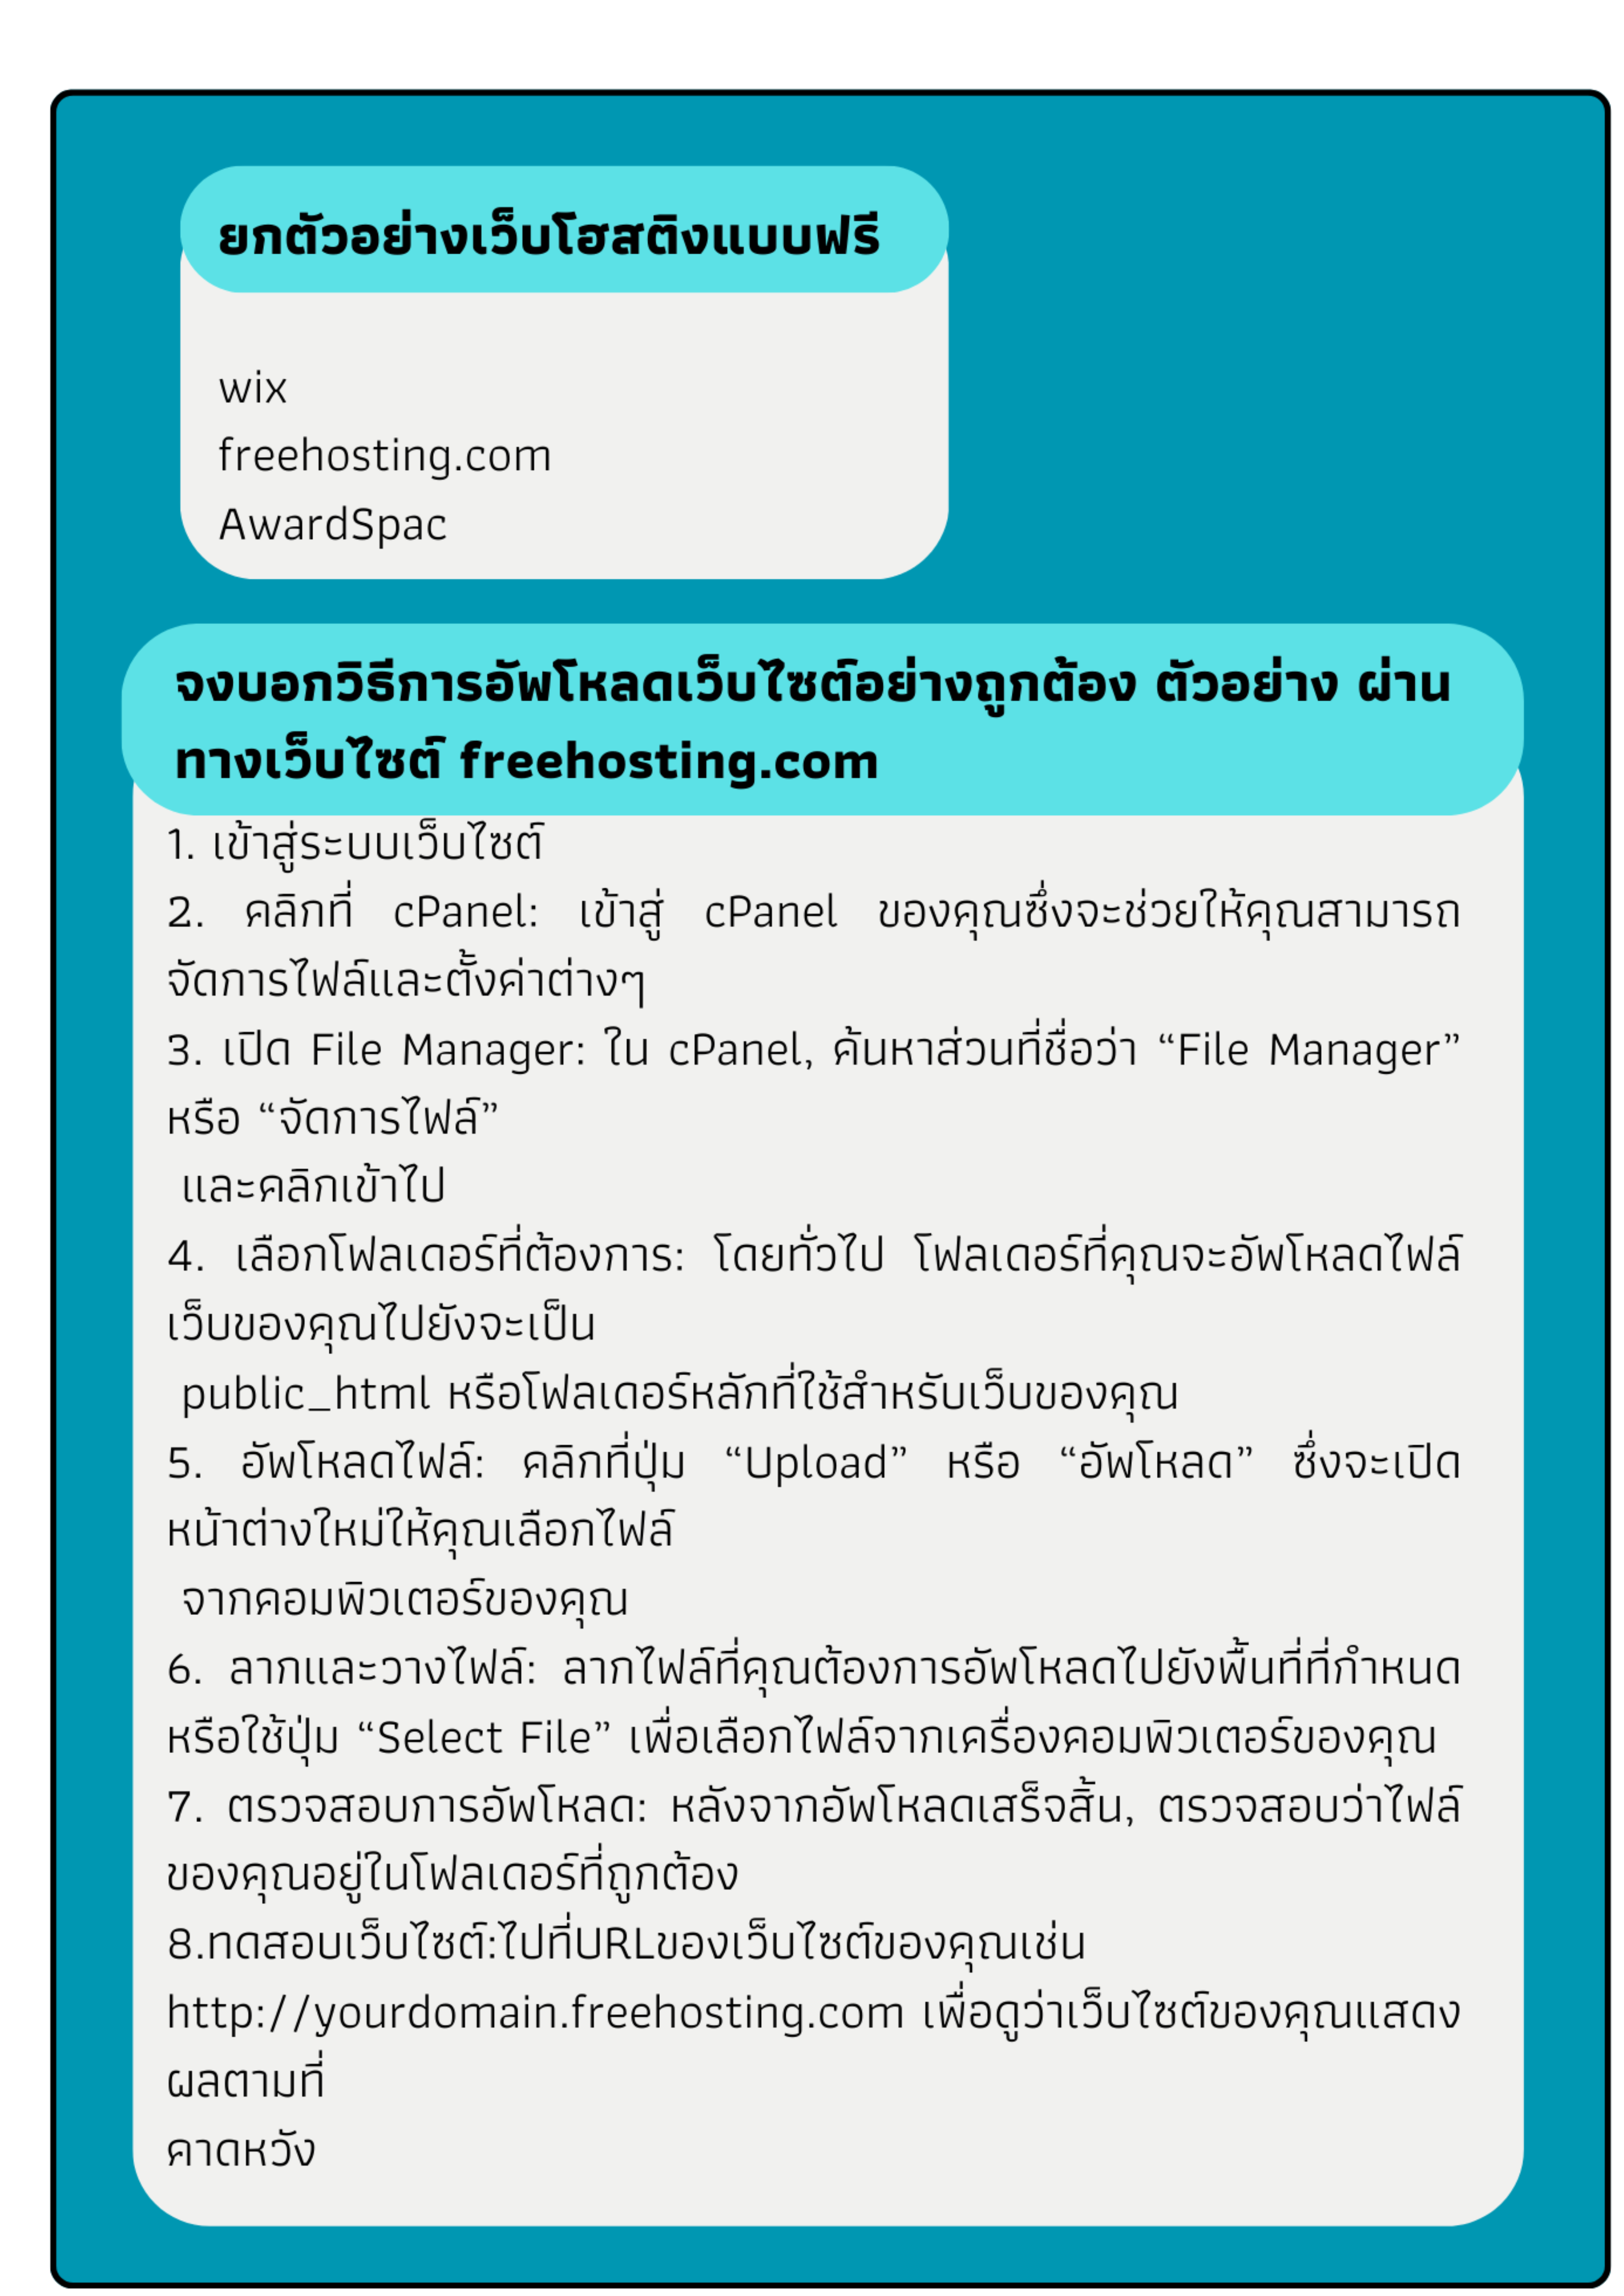 ยกตัวอย่างเว็บโฮสติงแบบฟรี
wix
freehosting.com
AwardSpac
จงบอกวิธีการอัพโหลดเว็บไซต์อย่างถูกต้อง ตัวอย่าง ผ่าน
ทางเว็บไซต์ freehosting.com
1. เข้าสู่ระบบเว็บไซต์
2. คลิกที่ cPanel: เข้าสู่ cPanel ของคุณซึ่งจะช่วยให้คุณสามารถ
จัดการไฟล์และตั้งค่าต่างๆ
3. เปิด File Manager: ใน cPanel, ค้นหาส่วนที่ชื่อว่า “File Manager”
หรือ “จัดการไฟล์”
และคลิกเข้าไป
4. เลือกโฟลเดอร์ที่ต้องการ: โดยทั่วไป โฟลเดอร์ที่คุณจะอัพโหลดไฟล์
เว็บของคุณไปยังจะเป็น
public_html หรือโฟลเดอร์หลักที่ใช้สำหรับเว็บของคุณ
5. อัพโหลดไฟล์: คลิกที่ปุ่ม “Upload” หรือ “อัพโหลด” ซึ่งจะเปิด
หน้าต่างใหม่ให้คุณเลือกไฟล์
จากคอมพิวเตอร์ของคุณ
6. ลากและวางไฟล์: ลากไฟล์ที่คุณต้องการอัพโหลดไปยังพื้นที่ที่กำหนด
หรือใช้ปุ่ม “Select File” เพื่อเลือกไฟล์จากเครื่องคอมพิวเตอร์ของคุณ
7. ตรวจสอบการอัพโหลด: หลังจากอัพโหลดเสร็จสิ้น, ตรวจสอบว่าไฟล์
ของคุณอยู่ในโฟลเดอร์ที่ถูกต้อง
8.ทดสอบเว็บไซต์:ไปที่URLของเว็บไซต์ของคุณเช่น
http://yourdomain.freehosting.com เพื่อดูว่าเว็บไซต์ของคุณแสดง
ผลตามที่
คาดหวัง